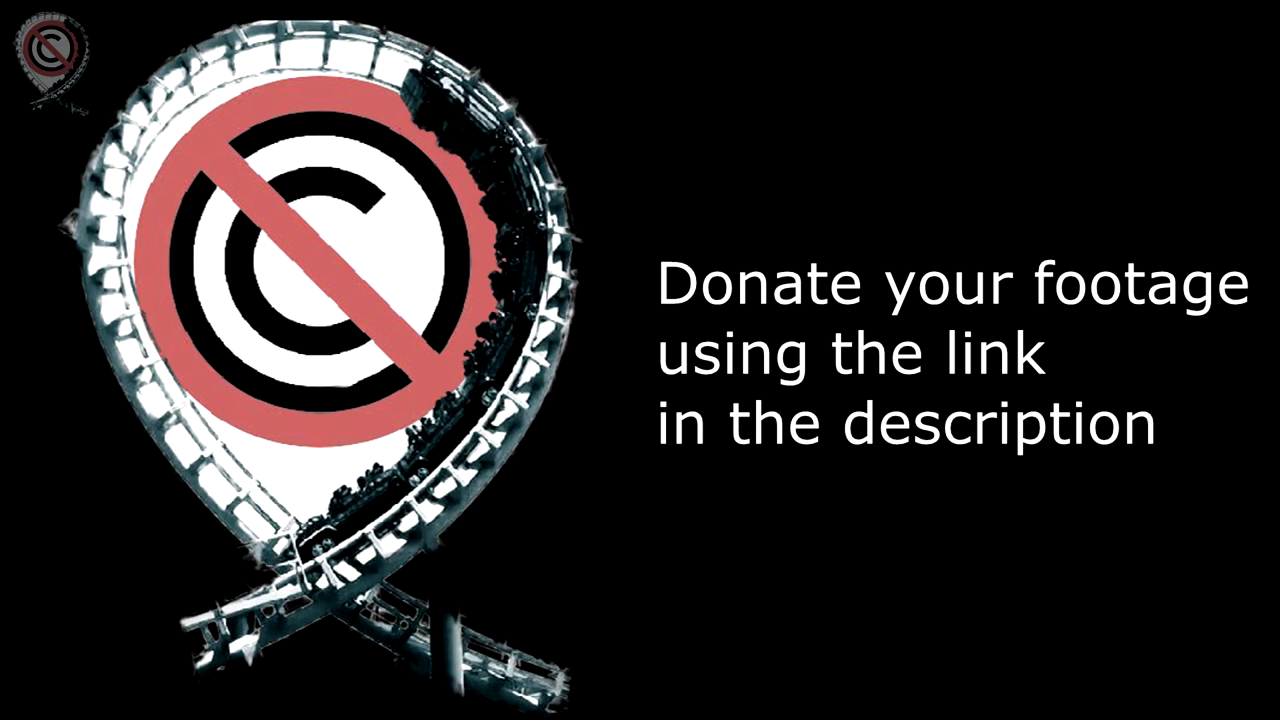 Donate your footage
using the link
in the description